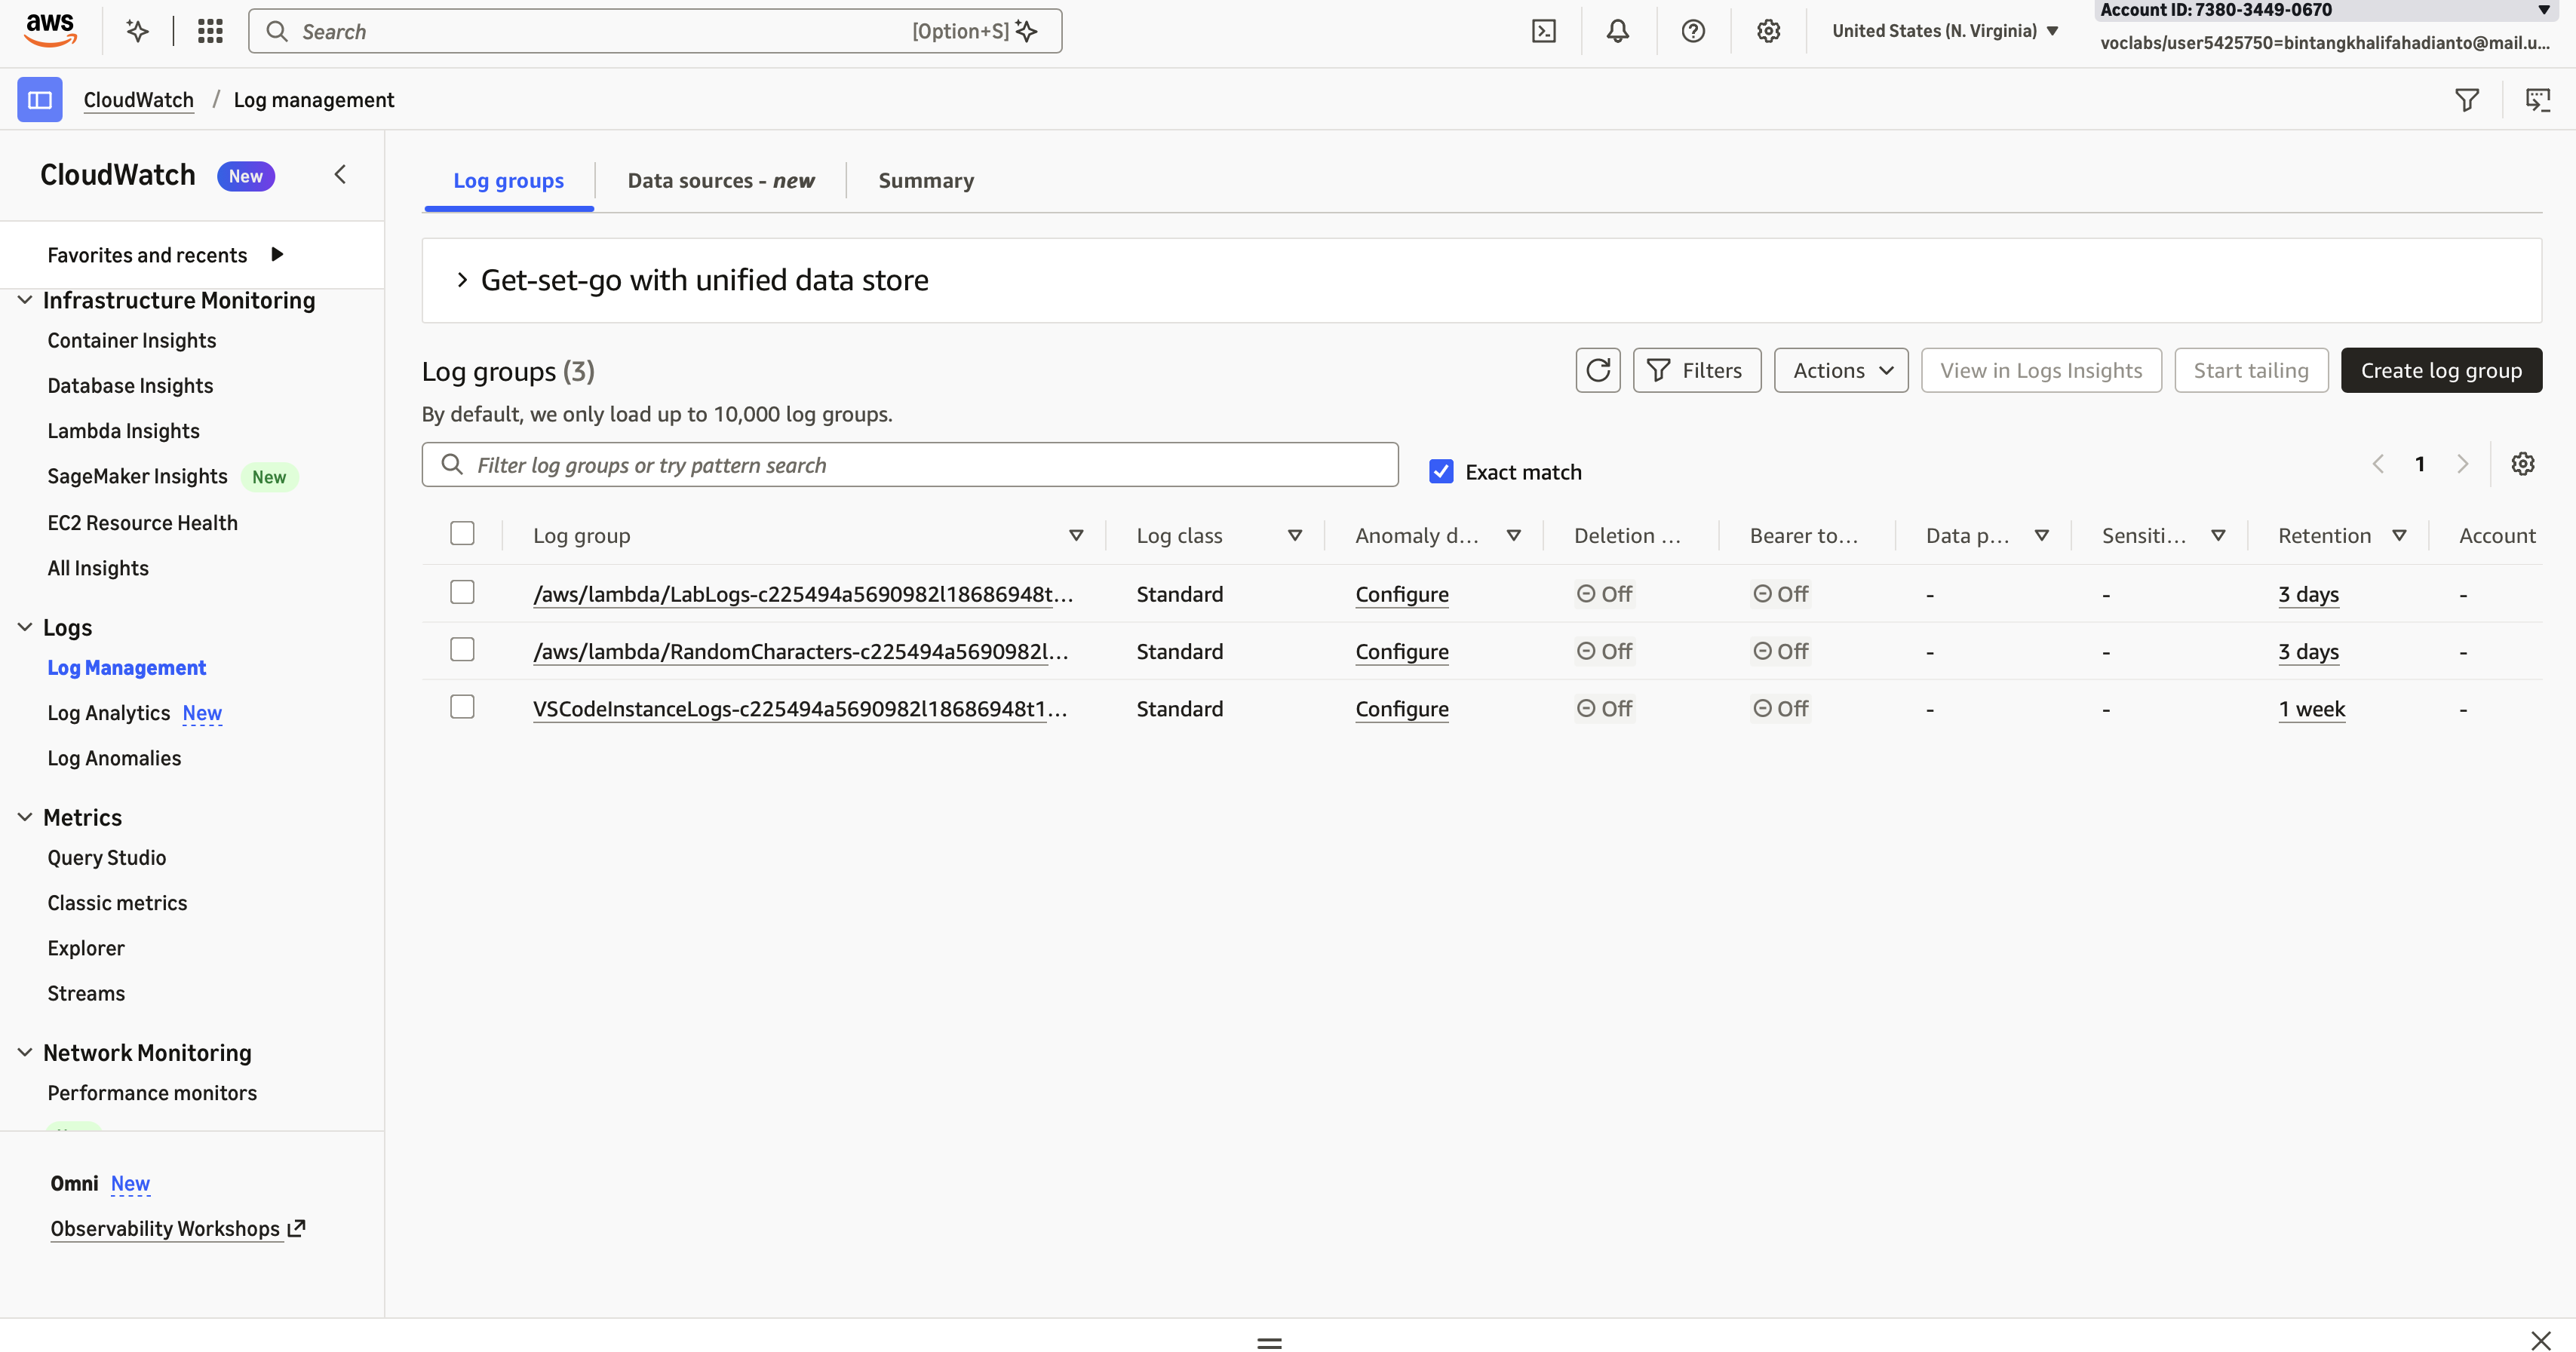 aws
Search
[Option+S]
United States (N. Virginia)
Account ID: 7380-3449-0670
voclabs/user5425750=bintangkhalifahadianto@mail.u...
CloudWatch / Log management
CloudWatch New
Favorites and recents
Infrastructure Monitoring
Container Insights
Database Insights
Lambda Insights
SageMaker Insights New
EC2 Resource Health
All Insights
Logs
Log Management
Log Analytics New
Log Anomalies
Metrics
Query Studio
Classic metrics
Explorer
Streams
Network Monitoring
Performance monitors
Omni New
Observability Workshops
Log groups
Data sources - new
Summary
Get-set-go with unified data store
Log groups (3)
By default, we only load up to 10,000 log groups.
Filters
Actions
View in Logs Insights
Start tailing
Create log group
Filter log groups or try pattern search
Exact match
1
Log group Log class Anomaly d... Deletion ... Bearer to... Data p... Sensiti... Retention Account
/aws/lambda/LabLogs-c225494a5690982l18686948t... Standard Configure Off Off - - 3 days -
/aws/lambda/RandomCharacters-c225494a5690982l... Standard Configure Off Off - - 3 days -
VSCodeInstanceLogs-c225494a5690982l18686948t1... Standard Configure Off Off - - 1 week -